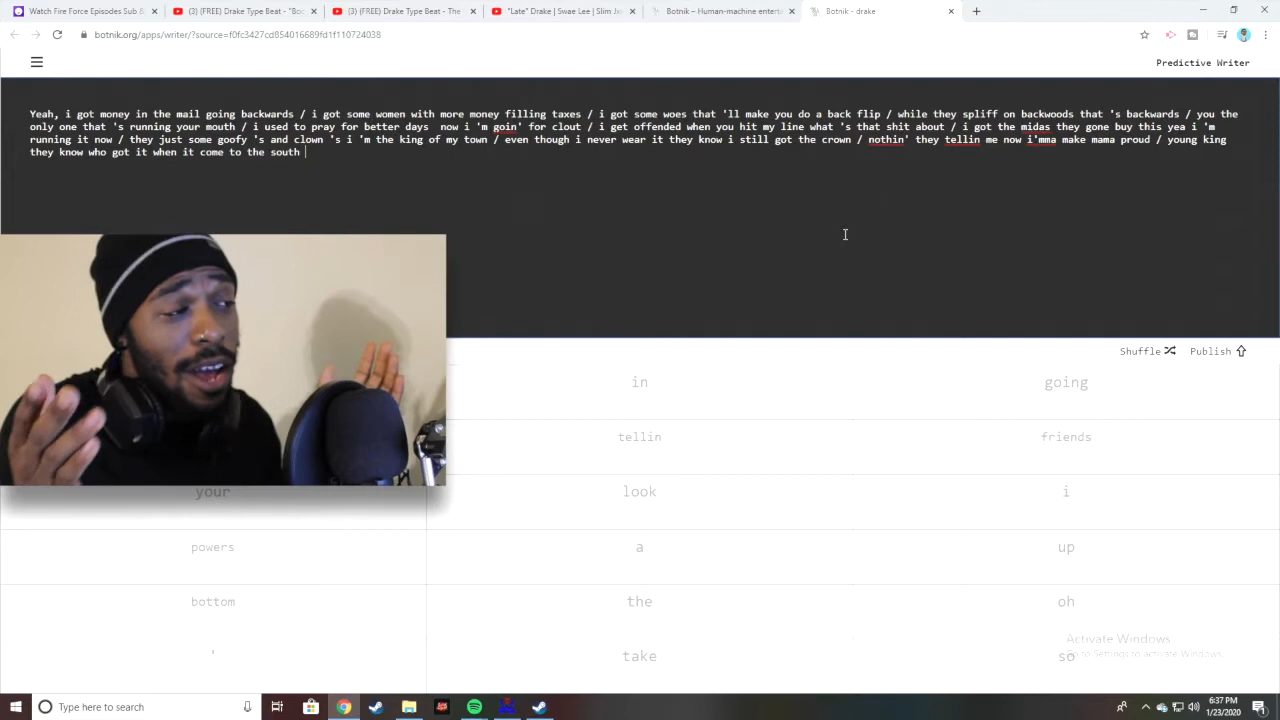 Watch Fire Force Episodes Sub &
(3) (FREE) Drake Type Beat - "Bo
(3) (FREE) Drake Type Beat - The
"Late" Drake | Swae Lee | Slim Ja
Botnik – Human-machine enterta
Botnik - drake
botnik.org/apps/writer/?source=f0fc3427cd854016689fd1f110724038
Predictive Writer
Yeah, i got money in the mail going backwards / i got some women with more money filling taxes / i got some woes that 'll make you do a back flip / while they spliff on backwoods that 's backwards / you the
only one that 's running your mouth / i used to pray for better days now i 'm goin' for clout / i get offended when you hit my line what 's that shit about / i got the midas they gone buy this yea i 'm
running it now / they just some goofy 's and clown 's i 'm the king of my town / even though i never wear it they know i still got the crown / nothin' they tellin me now i'mma make mama proud / young king
they know who got it when it come to the south
Shuffle Publish
in going
tellin friends
your look i
powers a up
bottom the oh
' take so
Activate Windows
Go to Settings to activate Windows.
Type here to search
6:37 PM
1/23/2020